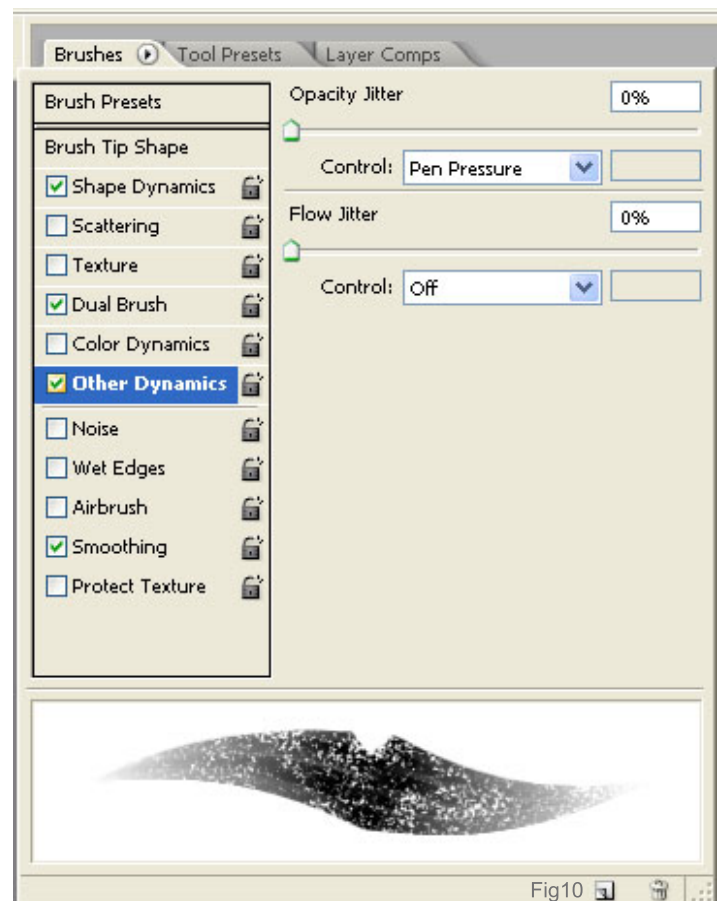 Brushes Tool Presets Layer Comps
Brush Presets
Brush Tip Shape
Shape Dynamics
Scattering
Texture
Dual Brush
Color Dynamics
Other Dynamics
Noise
Wet Edges
Airbrush
Smoothing
Protect Texture
Opacity Jitter 0%
Control: Pen Pressure
Flow Jitter 0%
Control: Off
Fig10